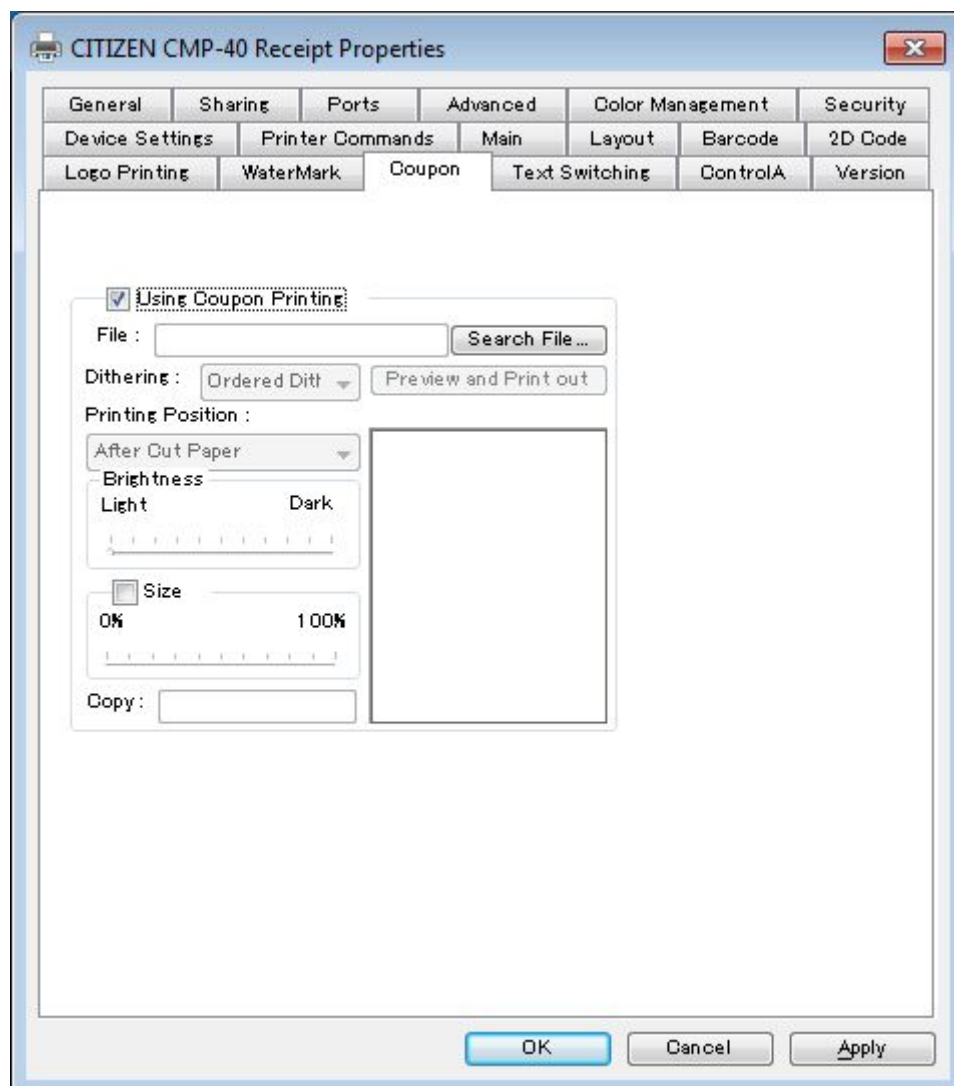 CITIZEN CMP-40 Receipt Properties
General Sharing Ports Advanced Color Management Security
Device Settings Printer Commands Main Layout Barcode 2D Code
Logo Printing WaterMark Coupon Text Switching ControlA Version
Using Coupon Printing
File : Search File...
Dithering : Ordered Ditl Preview and Print out
Printing Position :
After Cut Paper
Brightness
Light Dark
Size
0% 100%
Copy :
OK Cancel Apply